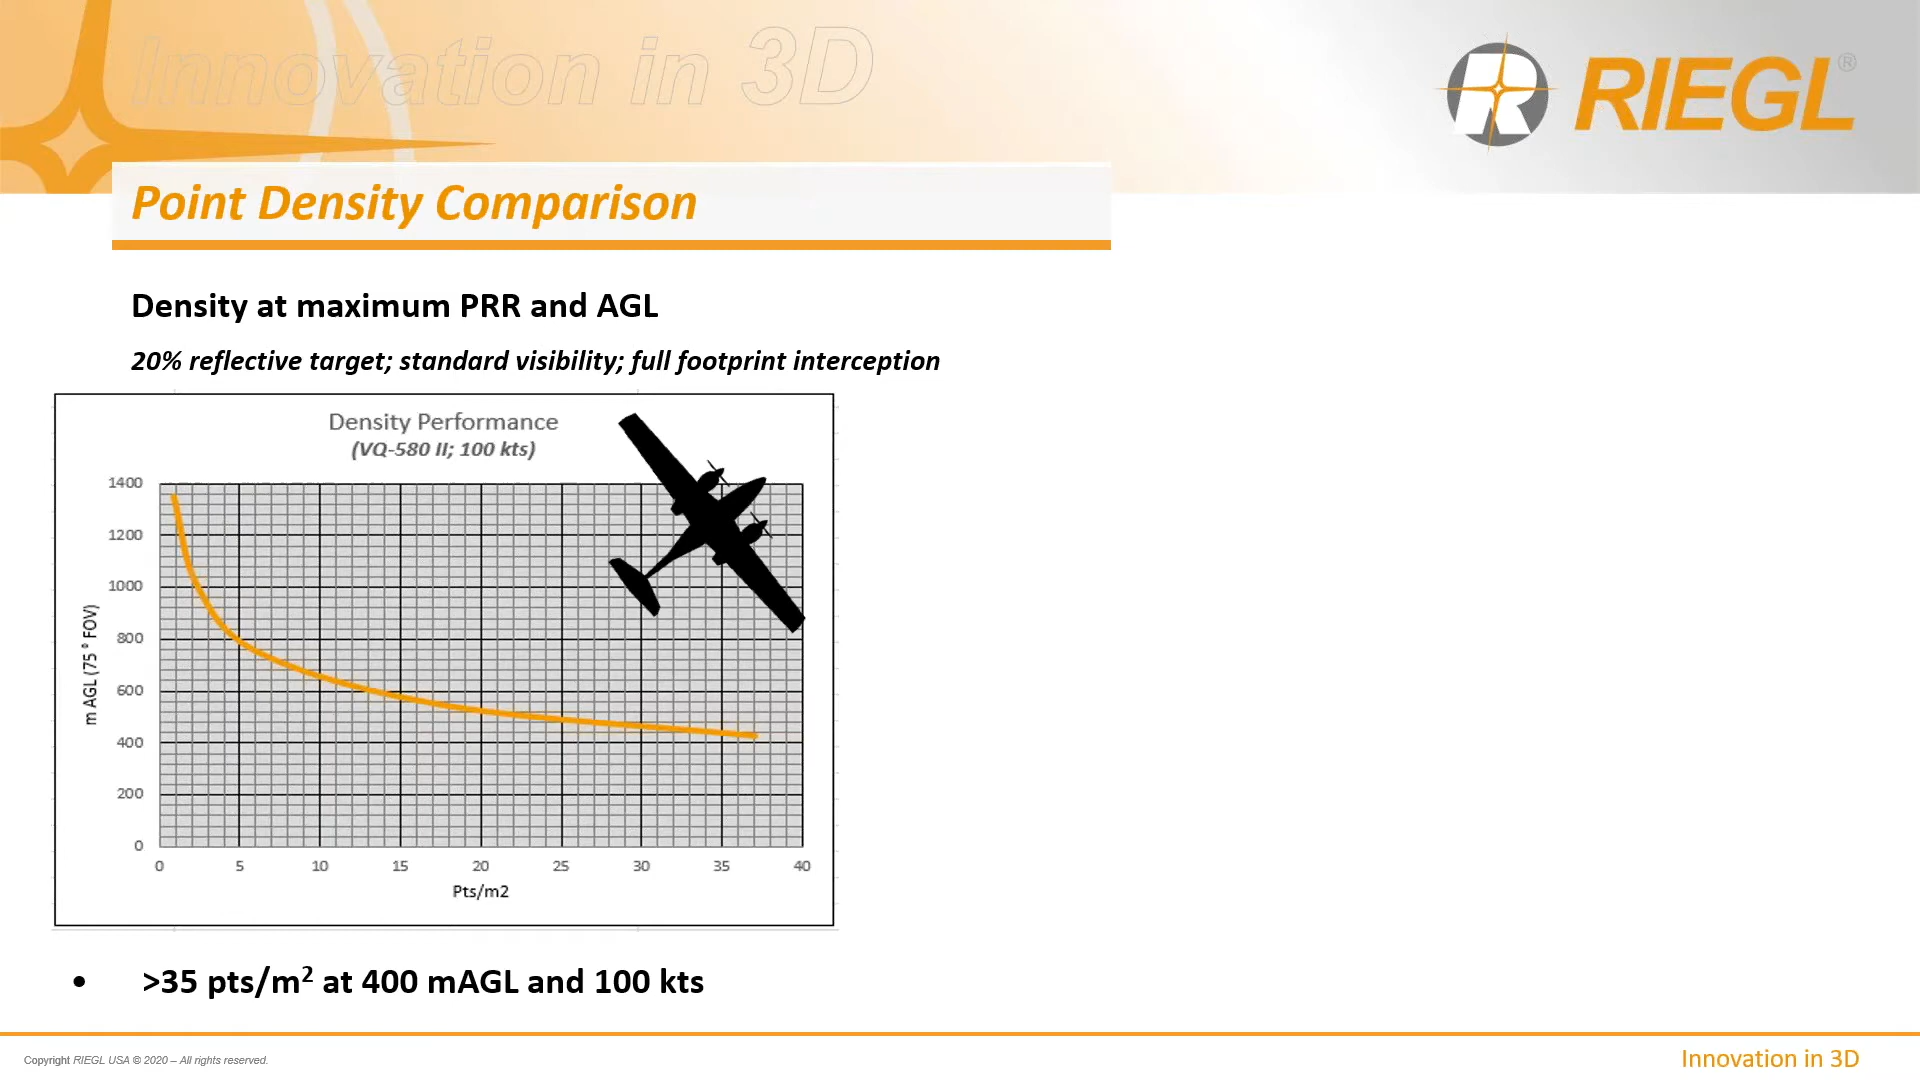 Innovation in 3D
R RIEGL®
Point Density Comparison
Density at maximum PRR and AGL
20% reflective target; standard visibility; full footprint interception
Density Performance
(VQ-580 II; 100 kts)
1400
1200
1000
800
600
400
200
0
m AGL (75 ° FOV)
0 5 10 15 20 25 30 35 40
Pts/m2
• >35 pts/m² at 400 mAGL and 100 kts
Copyright RIEGL USA © 2020 – All rights reserved.
Innovation in 3D